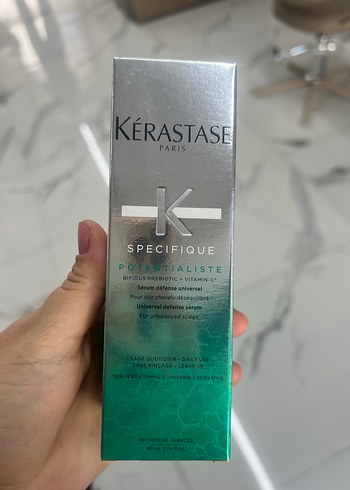 KÉRASTASE
PARIS
K
SPECIFIQUE
POTENTIALISTE
BIFIDUS PREBIOTIC + VITAMIN-C*
Sérum défense universel
Pour cuir chevelu déséquilibré
Universal defense serum
For unbalanced scalps
USAGE QUOTIDIEN • DAILY USE
SANS RINÇAGE • LEAVE-IN